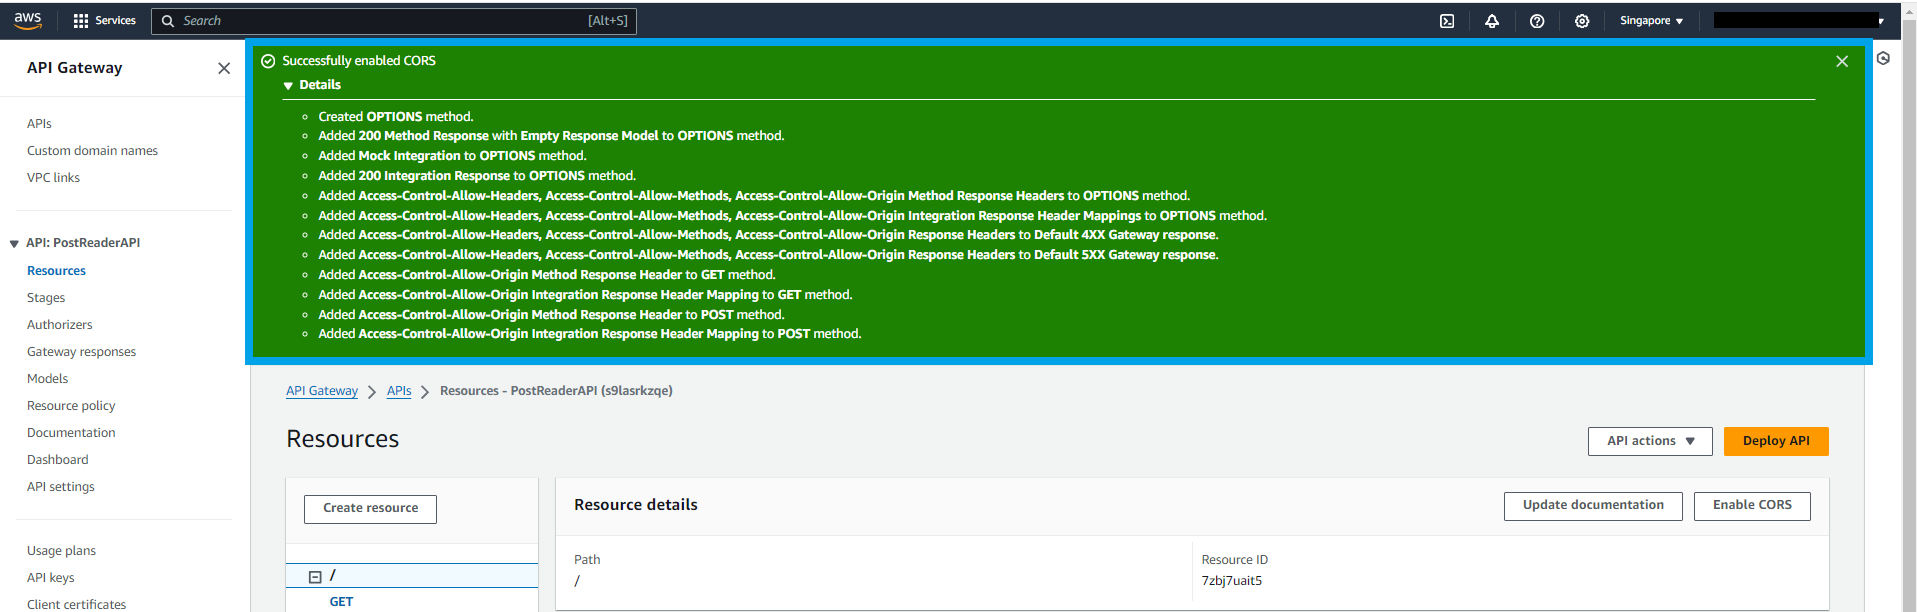 aws Services Search [Alt+S] Singapore
API Gateway
APIs
Custom domain names
VPC links
API: PostReaderAPI
Resources
Stages
Authorizers
Gateway responses
Models
Resource policy
Documentation
Dashboard
API settings
Usage plans
API keys
Client certificates
Successfully enabled CORS
Details
Created OPTIONS method.
Added 200 Method Response with Empty Response Model to OPTIONS method.
Added Mock Integration to OPTIONS method.
Added 200 Integration Response to OPTIONS method.
Added Access-Control-Allow-Headers, Access-Control-Allow-Methods, Access-Control-Allow-Origin Method Response Headers to OPTIONS method.
Added Access-Control-Allow-Headers, Access-Control-Allow-Methods, Access-Control-Allow-Origin Integration Response Header Mappings to OPTIONS method.
Added Access-Control-Allow-Headers, Access-Control-Allow-Methods, Access-Control-Allow-Origin Response Headers to Default 4XX Gateway response.
Added Access-Control-Allow-Headers, Access-Control-Allow-Methods, Access-Control-Allow-Origin Response Headers to Default 5XX Gateway response.
Added Access-Control-Allow-Origin Method Response Header to GET method.
Added Access-Control-Allow-Origin Integration Response Header Mapping to GET method.
Added Access-Control-Allow-Origin Method Response Header to POST method.
Added Access-Control-Allow-Origin Integration Response Header Mapping to POST method.
API Gateway > APIs > Resources - PostReaderAPI (s9lasrkzqe)
Resources
API actions
Deploy API
Create resource
/
GET
Resource details
Update documentation
Enable CORS
Path
/
Resource ID
7zbj7uait5